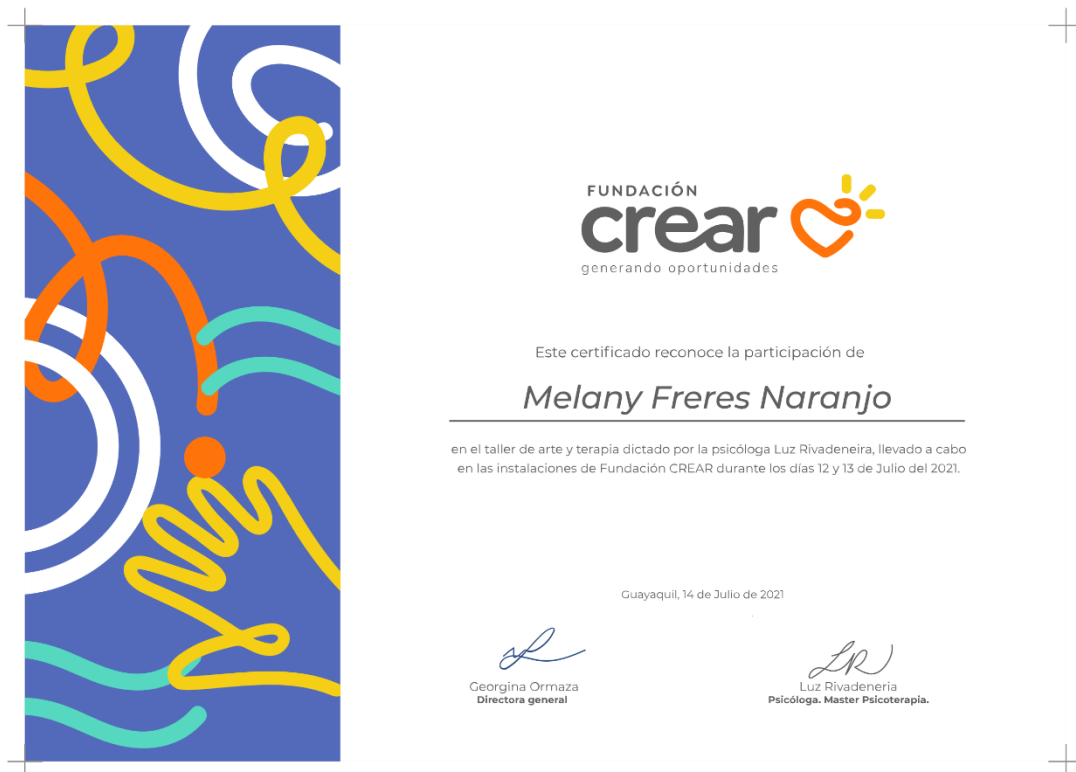 FUNDACIÓN
crear
generando oportunidades
Este certificado reconoce la participación de
Melany Freres Naranjo
en el taller de arte y terapia dictado por la psicóloga Luz Rivadeneira, llevado a cabo
en las instalaciones de Fundación CREAR durante los días 12 y 13 de Julio del 2021.
Guayaquil, 14 de Julio de 2021
LR
Georgina Ormaza
Directora general
Luz Rivadeneria
Psicóloga. Master Psicoterapia.